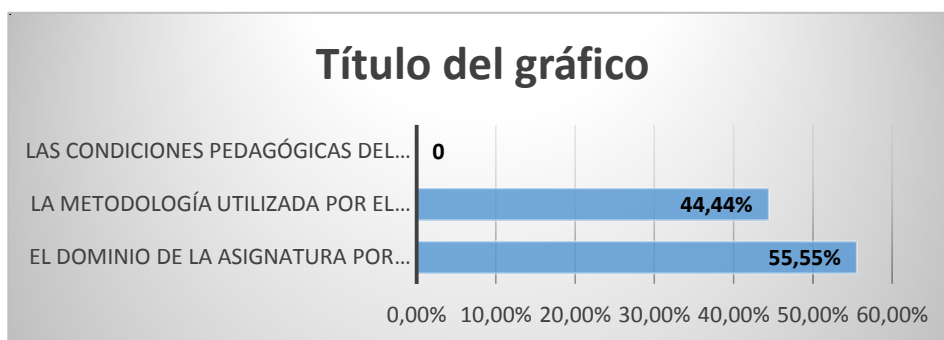 Título del gráfico
LAS CONDICIONES PEDAGÓGICAS DEL...
0
LA METODOLOGÍA UTILIZADA POR EL...
44,44%
EL DOMINIO DE LA ASIGNATURA POR...
55,55%
0,00% 10,00% 20,00% 30,00% 40,00% 50,00% 60,00%